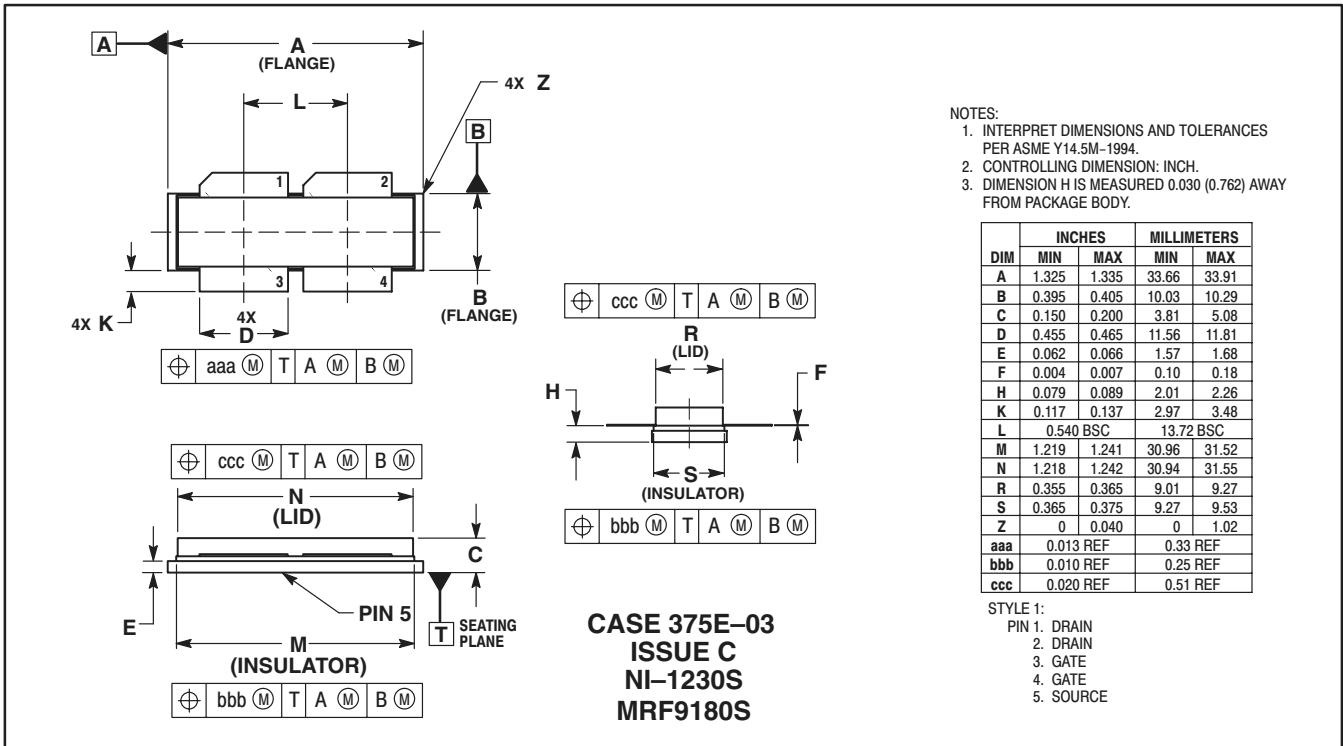 A
A
(FLANGE)
L
4X Z
B
1
2
3
4
4X K
4X
D
B
(FLANGE)
⌖ aaa Ⓜ T A Ⓜ B Ⓜ
⌖ ccc Ⓜ T A Ⓜ B Ⓜ
R
(LID)
H
F
S
(INSULATOR)
⌖ bbb Ⓜ T A Ⓜ B Ⓜ
⌖ ccc Ⓜ T A Ⓜ B Ⓜ
N
(LID)
C
E
PIN 5
T SEATING
PLANE
M
(INSULATOR)
⌖ bbb Ⓜ T A Ⓜ B Ⓜ
CASE 375E–03
ISSUE C
NI–1230S
MRF9180S
NOTES:
1. INTERPRET DIMENSIONS AND TOLERANCES
PER ASME Y14.5M–1994.
2. CONTROLLING DIMENSION: INCH.
3. DIMENSION H IS MEASURED 0.030 (0.762) AWAY
FROM PACKAGE BODY.
INCHES MILLIMETERS
DIM MIN MAX MIN MAX
A 1.325 1.335 33.66 33.91
B 0.395 0.405 10.03 10.29
C 0.150 0.200 3.81 5.08
D 0.455 0.465 11.56 11.81
E 0.062 0.066 1.57 1.68
F 0.004 0.007 0.10 0.18
H 0.079 0.089 2.01 2.26
K 0.117 0.137 2.97 3.48
L 0.540 BSC 13.72 BSC
M 1.219 1.241 30.96 31.52
N 1.218 1.242 30.94 31.55
R 0.355 0.365 9.01 9.27
S 0.365 0.375 9.27 9.53
Z 0 0.040 0 1.02
aaa 0.013 REF 0.33 REF
bbb 0.010 REF 0.25 REF
ccc 0.020 REF 0.51 REF
STYLE 1:
PIN 1. DRAIN
2. DRAIN
3. GATE
4. GATE
5. SOURCE